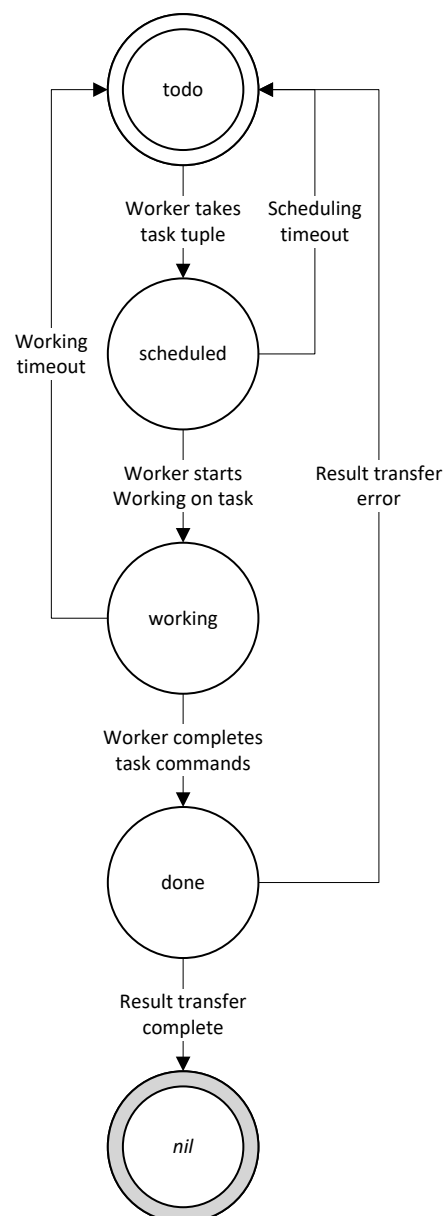 todo
Worker takes
task tuple
Scheduling
timeout
scheduled
Working
timeout
Worker starts
Working on task
Result transfer
error
working
Worker completes
task commands
done
Result transfer
complete
nil